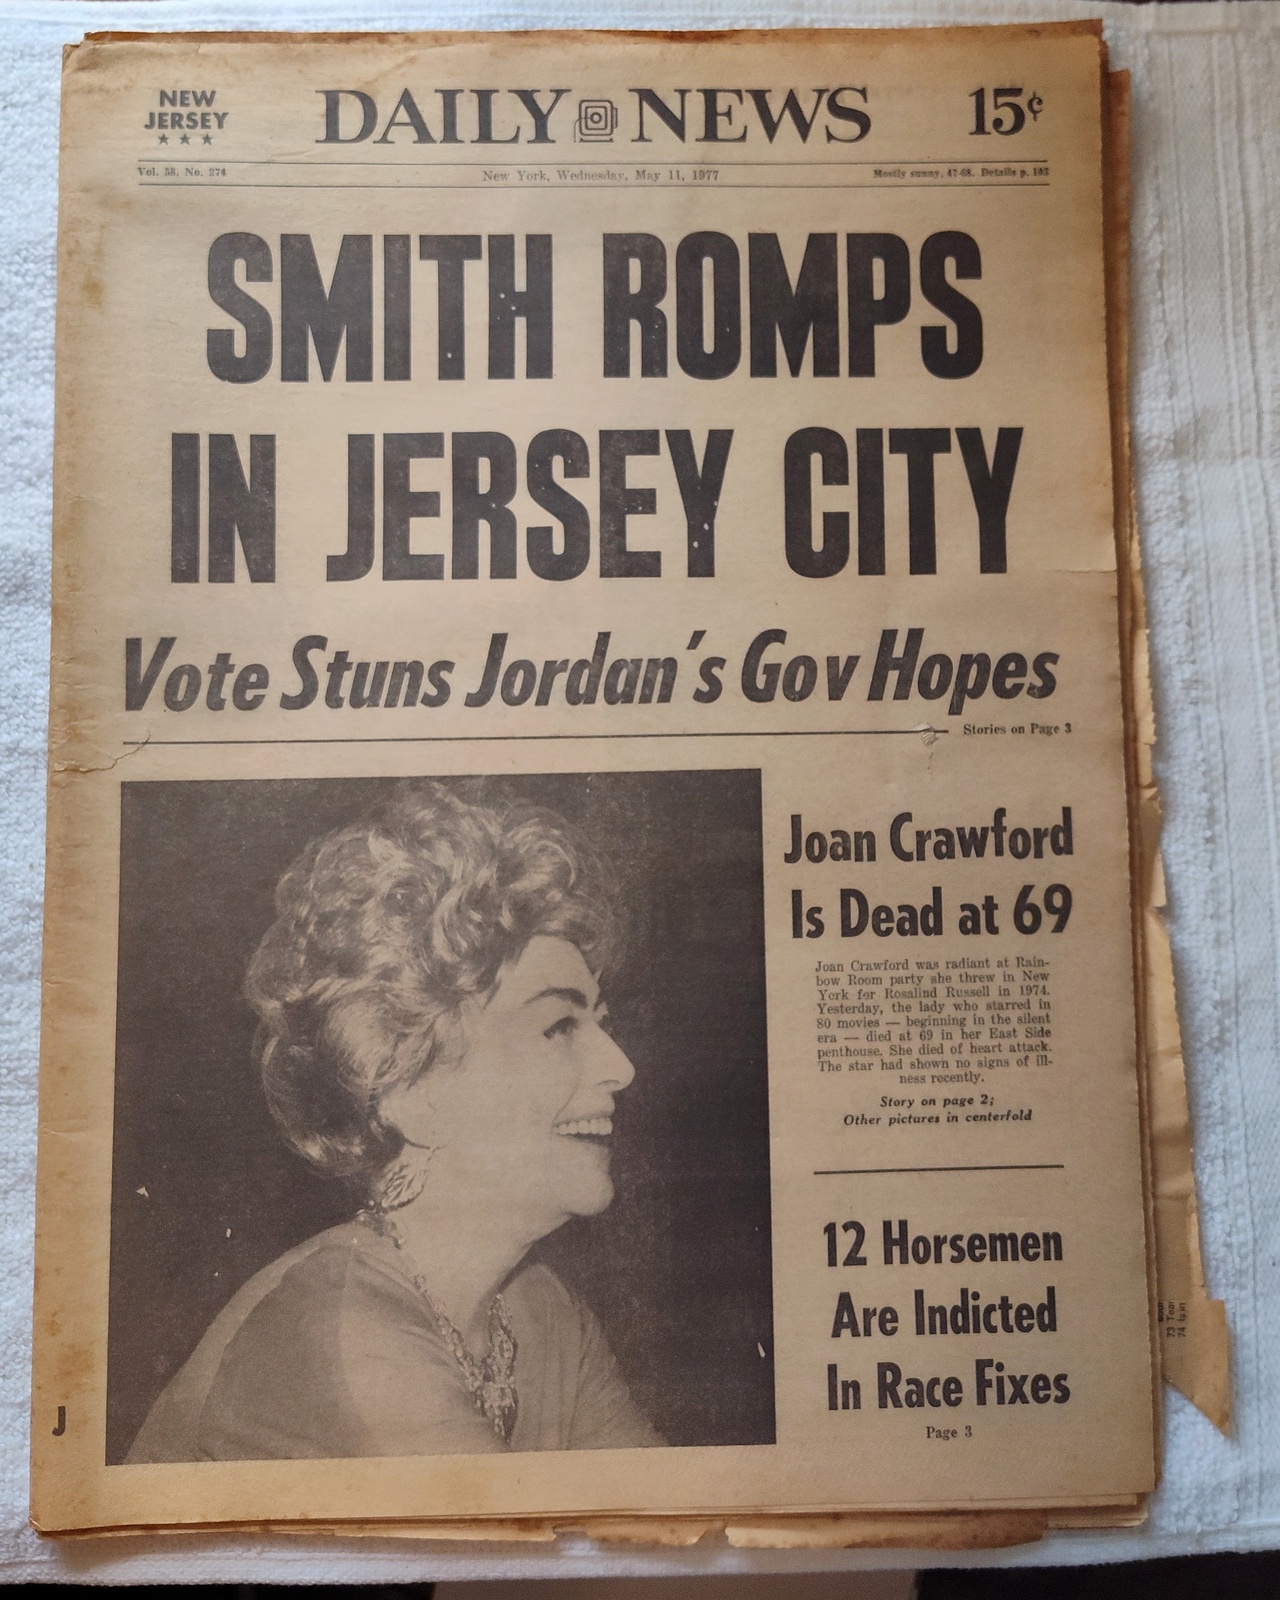 NEW
JERSEY
★ ★ ★
DAILY NEWS
15¢
Vol. 58. No. 274
New York, Wednesday, May 11, 1977
Mostly sunny, 47-68. Details p. 103
SMITH ROMPS
IN JERSEY CITY
Vote Stuns Jordan's Gov Hopes
Stories on Page 3
Joan Crawford
Is Dead at 69
Joan Crawford was radiant at Rain-
bow Room party she threw in New
York for Rosalind Russell in 1974.
Yesterday, the lady who starred in
80 movies — beginning in the silent
era — died at 69 in her East Side
penthouse. She died of heart attack.
The star had shown no signs of ill-
ness recently.
Story on page 2;
Other pictures in centerfold
12 Horsemen
Are Indicted
In Race Fixes
Page 3
J